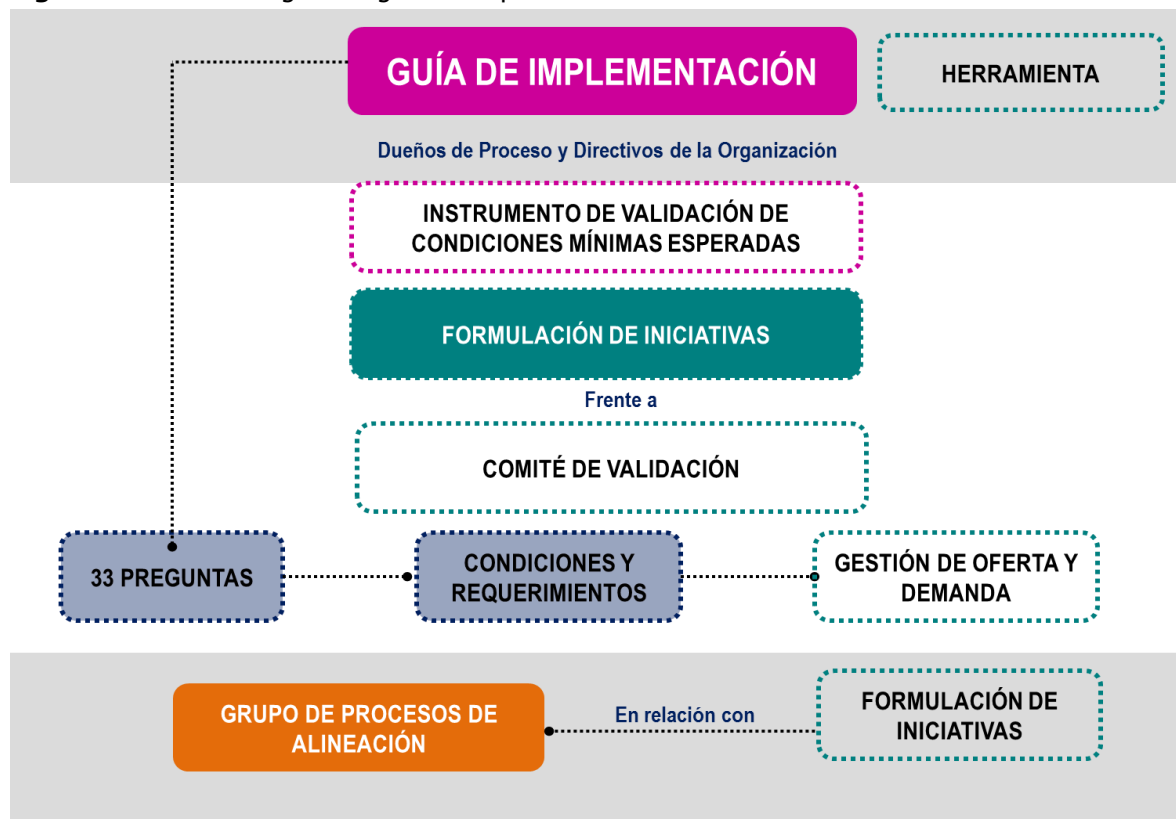 GUÍA DE IMPLEMENTACIÓN
HERRAMIENTA
Dueños de Proceso y Directivos de la Organización
INSTRUMENTO DE VALIDACIÓN DE
CONDICIONES MÍNIMAS ESPERADAS
FORMULACIÓN DE INICIATIVAS
Frente a
COMITÉ DE VALIDACIÓN
33 PREGUNTAS
CONDICIONES Y
REQUERIMIENTOS
GESTIÓN DE OFERTA Y
DEMANDA
GRUPO DE PROCESOS DE
ALINEACIÓN
En relación con
FORMULACIÓN DE
INICIATIVAS